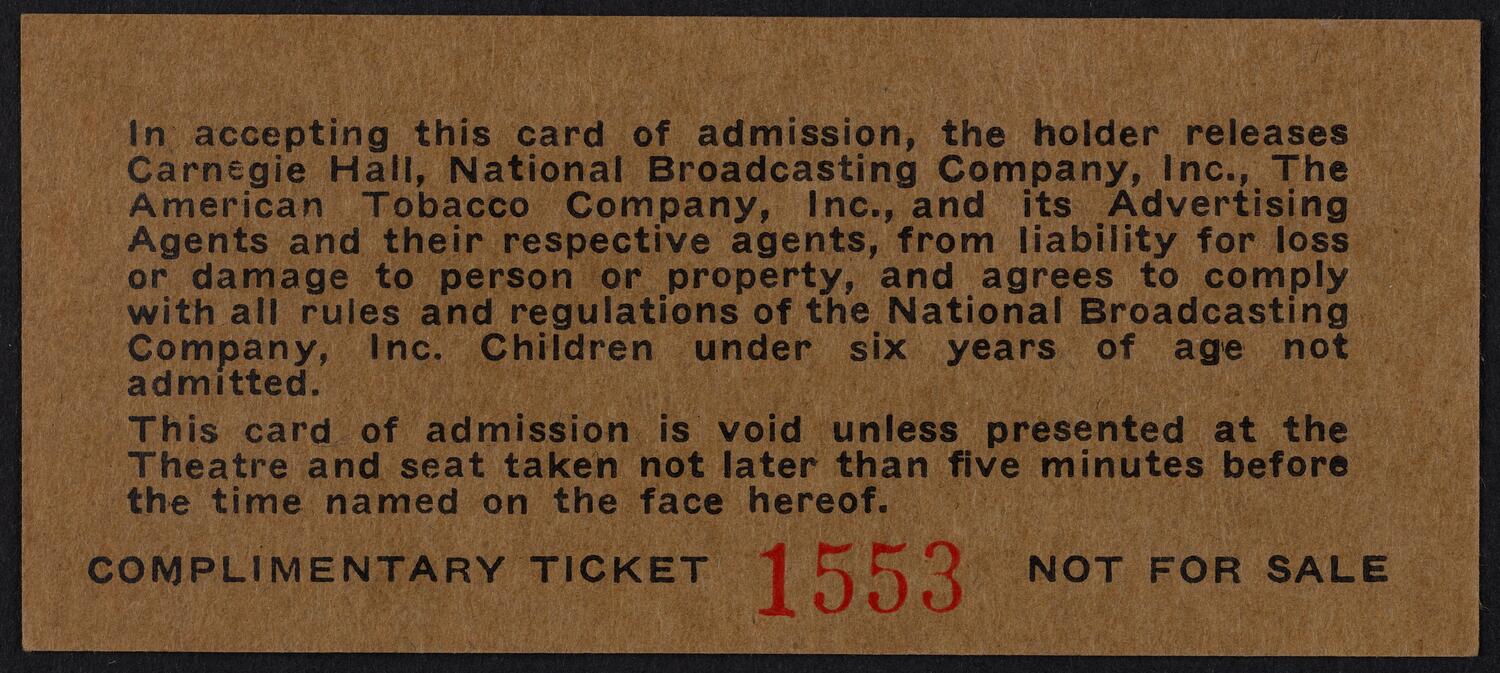 In accepting this card of admission, the holder releases
Carnegie Hall, National Broadcasting Company, Inc., The
American Tobacco Company, Inc., and its Advertising
Agents and their respective agents, from liability for loss
or damage to person or property, and agrees to comply
with all rules and regulations of the National Broadcasting
Company, Inc. Children under six years of age not
admitted.
This card of admission is void unless presented at the
Theatre and seat taken not later than five minutes before
the time named on the face hereof.
COMPLIMENTARY TICKET 1553 NOT FOR SALE